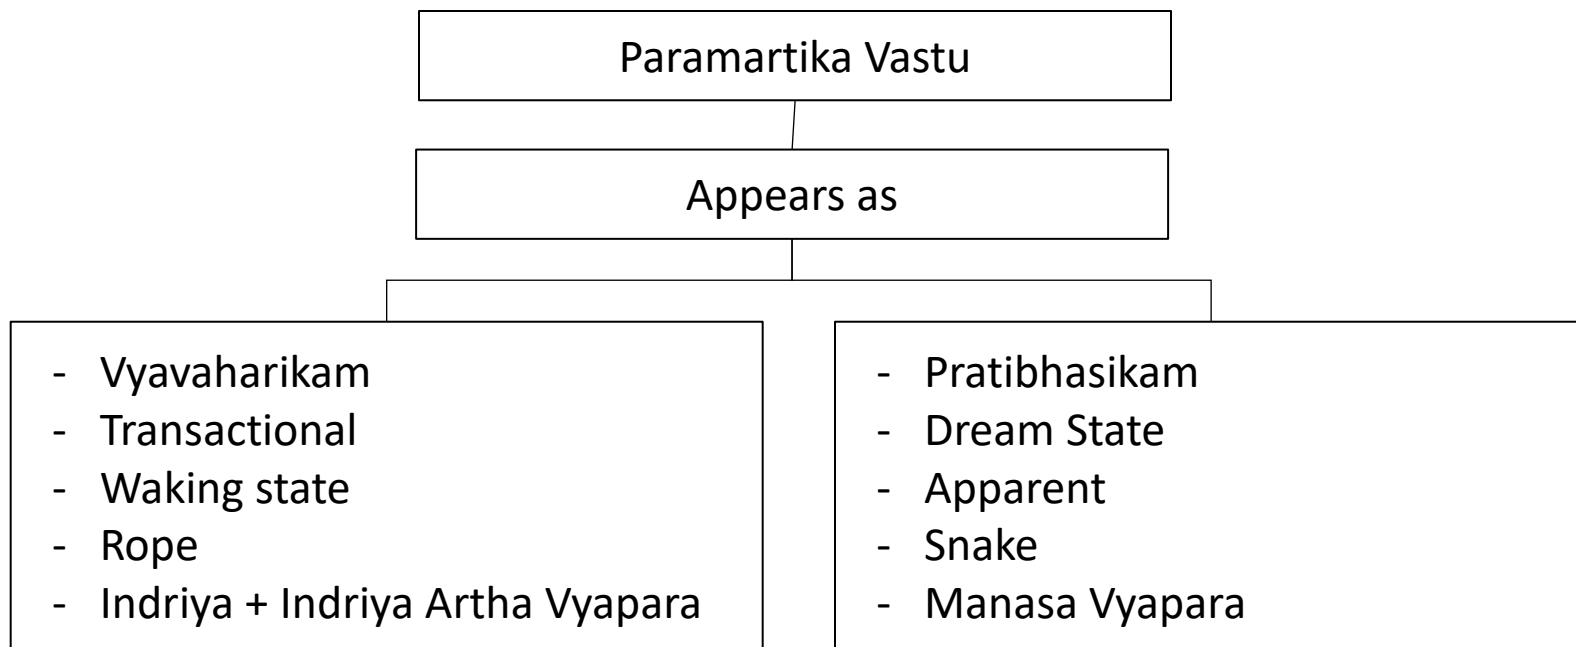 Paramartika Vastu
Appears as
- Vyavaharikam
- Transactional
- Waking state
- Rope
- Indriya + Indriya Artha Vyapara
- Pratibhasikam
- Dream State
- Apparent
- Snake
- Manasa Vyapara